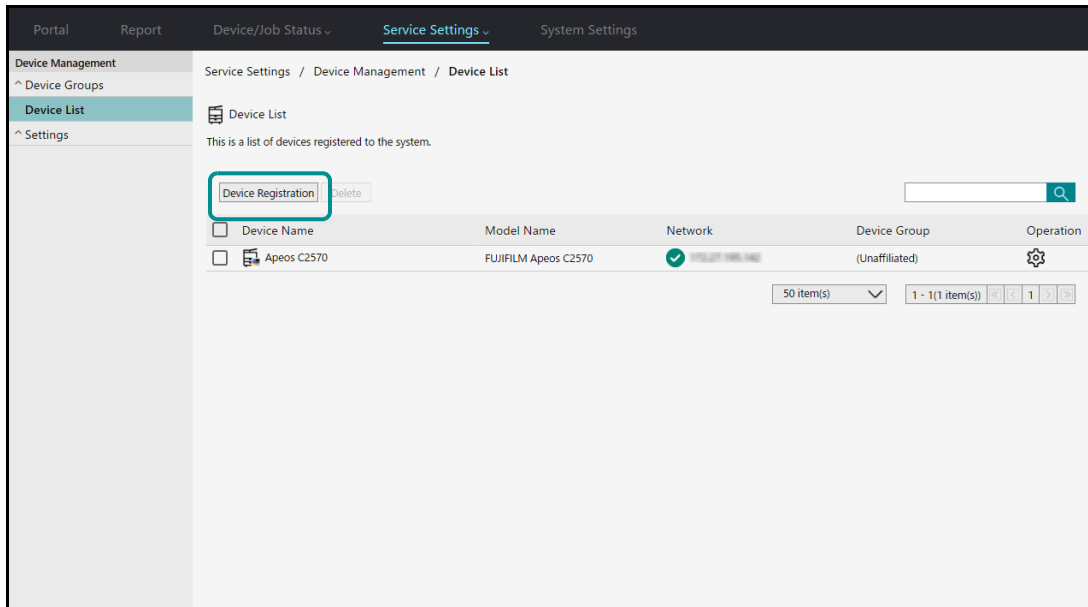 Portal Report Device/Job Status Service Settings System Settings
Device Management
Device Groups
Device List
Settings
Service Settings / Device Management / Device List
Device List
This is a list of devices registered to the system.
Device Registration Delete
Device Name Model Name Network Device Group Operation
Apeos C2570 FUJIFILM Apeos C2570 (Unaffiliated)
50 item(s) 1 - 1(1 item(s)) 1